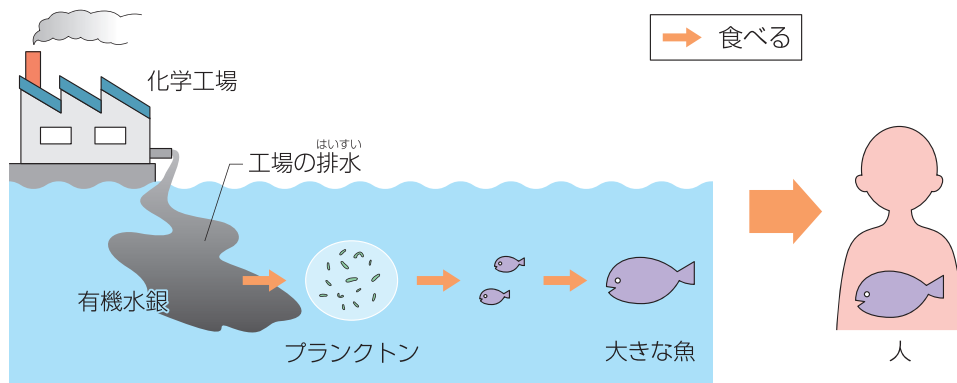 食べる
化学工場
はいすい
工場の排水
有機水銀
プランクトン
大きな魚
人